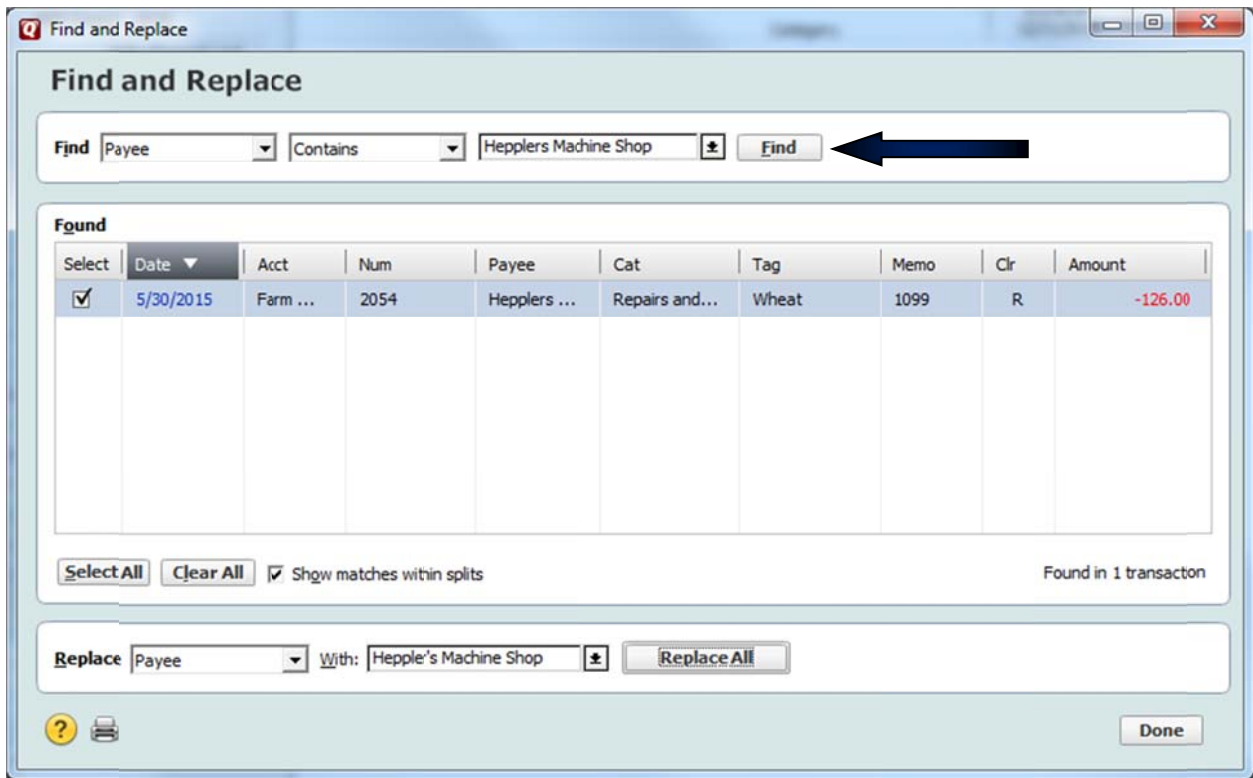 Find and Replace
Find and Replace
Find Payee Contains Hepplers Machine Shop Find
Found
Select Date Acct Num Payee Cat Tag Memo Clr Amount
5/30/2015 Farm ... 2054 Hepplers ... Repairs and... Wheat 1099 R -126.00
Select All Clear All Show matches within splits Found in 1 transaction
Replace Payee With: Hepple's Machine Shop Replace All
? Done